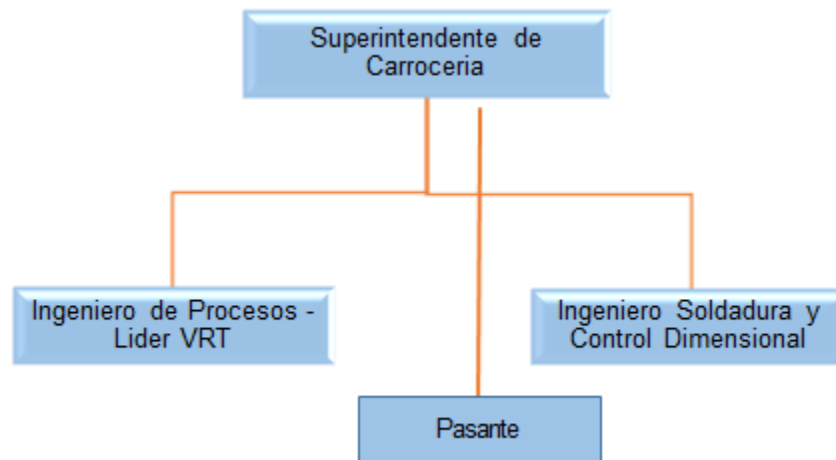 Superintendente de
Carroceria
Ingeniero de Procesos -
Lider VRT
Ingeniero Soldadura y
Control Dimensional
Pasante